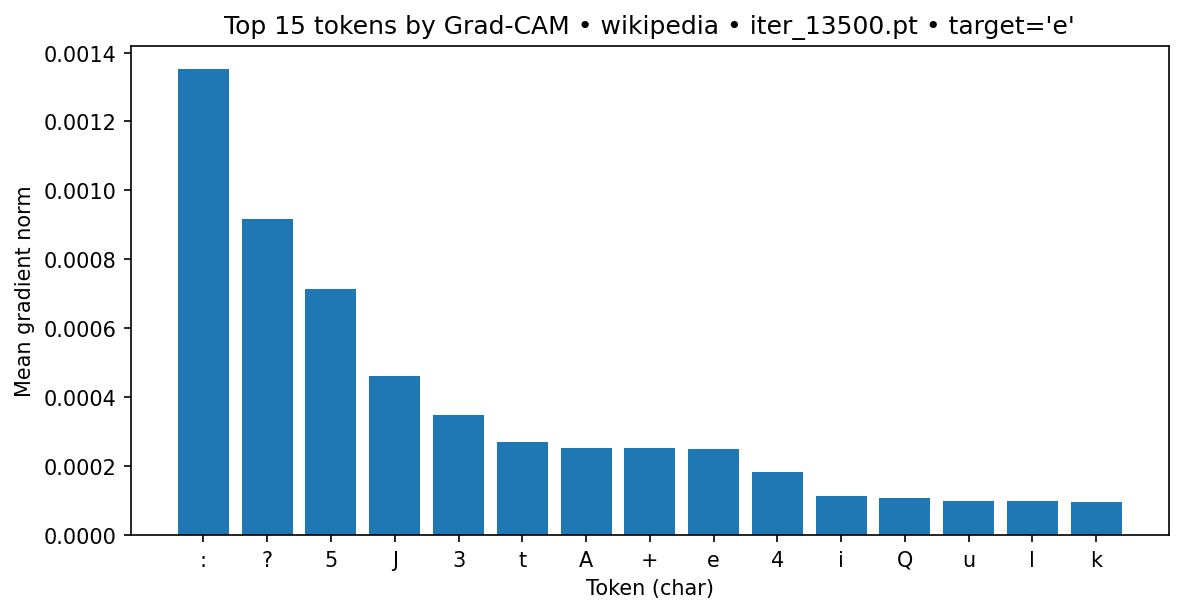 Top 15 tokens by Grad-CAM • wikipedia • iter_13500.pt • target='e'
0.0014
0.0012
0.0010
0.0008
0.0006
0.0004
0.0002
0.0000
Mean gradient norm
: ? 5 J 3 t A + e 4 i Q u l k
Token (char)